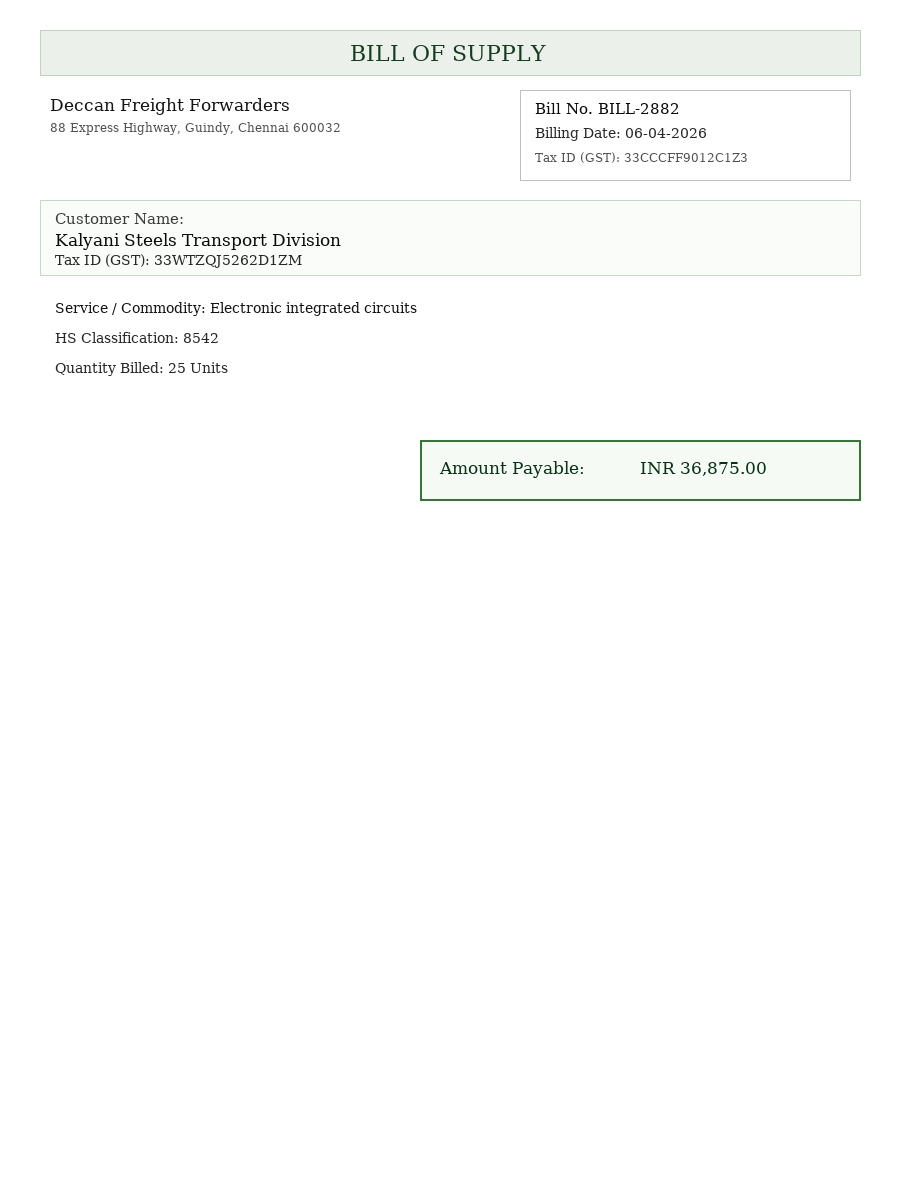 BILL OF SUPPLY
Deccan Freight Forwarders
88 Express Highway, Guindy, Chennai 600032
Bill No. BILL-2882
Billing Date: 06-04-2026
Tax ID (GST): 33CCCFF9012C1Z3
Customer Name:
Kalyani Steels Transport Division
Tax ID (GST): 33WTZQJ5262D1ZM
Service / Commodity: Electronic integrated circuits
HS Classification: 8542
Quantity Billed: 25 Units
Amount Payable: INR 36,875.00